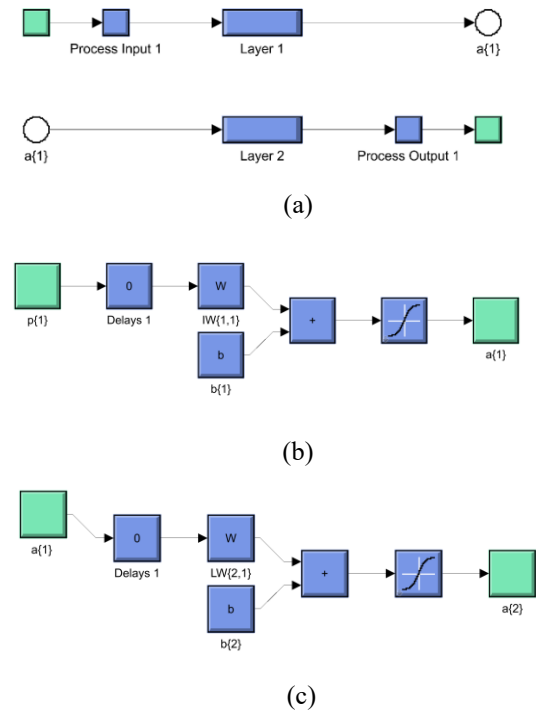 Process Input 1 Layer 1 a{1}
a{1} Layer 2 Process Output 1
(a)
0 W
p{1} Delays 1 IW{1,1} + a{1}
b
b{1}
(b)
a{1} 0 W
Delays 1 LW{2,1} + a{2}
b
b{2}
(c)